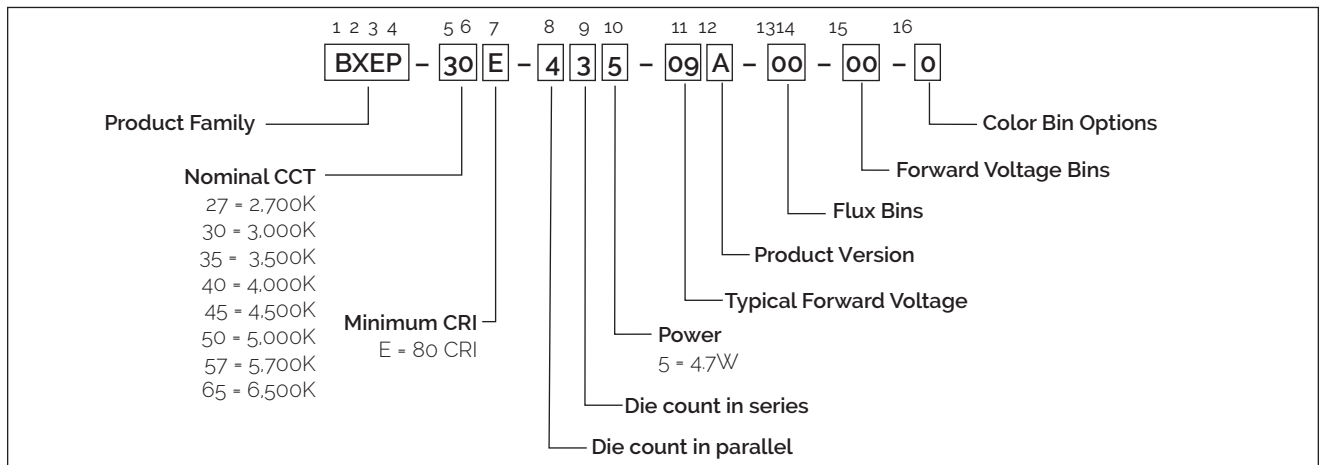 1 2 3 4 5 6 7 8 9 10 11 12 1314 15 16
BXEP – 30 E – 4 3 5 – 09 A – 00 – 00 – 0
Product Family
Color Bin Options
Nominal CCT
27 = 2,700K
30 = 3,000K
35 = 3,500K
40 = 4,000K
45 = 4,500K
50 = 5,000K
57 = 5,700K
65 = 6,500K
Forward Voltage Bins
Flux Bins
Product Version
Typical Forward Voltage
Minimum CRI
E = 80 CRI
Power
5 = 4.7W
Die count in series
Die count in parallel